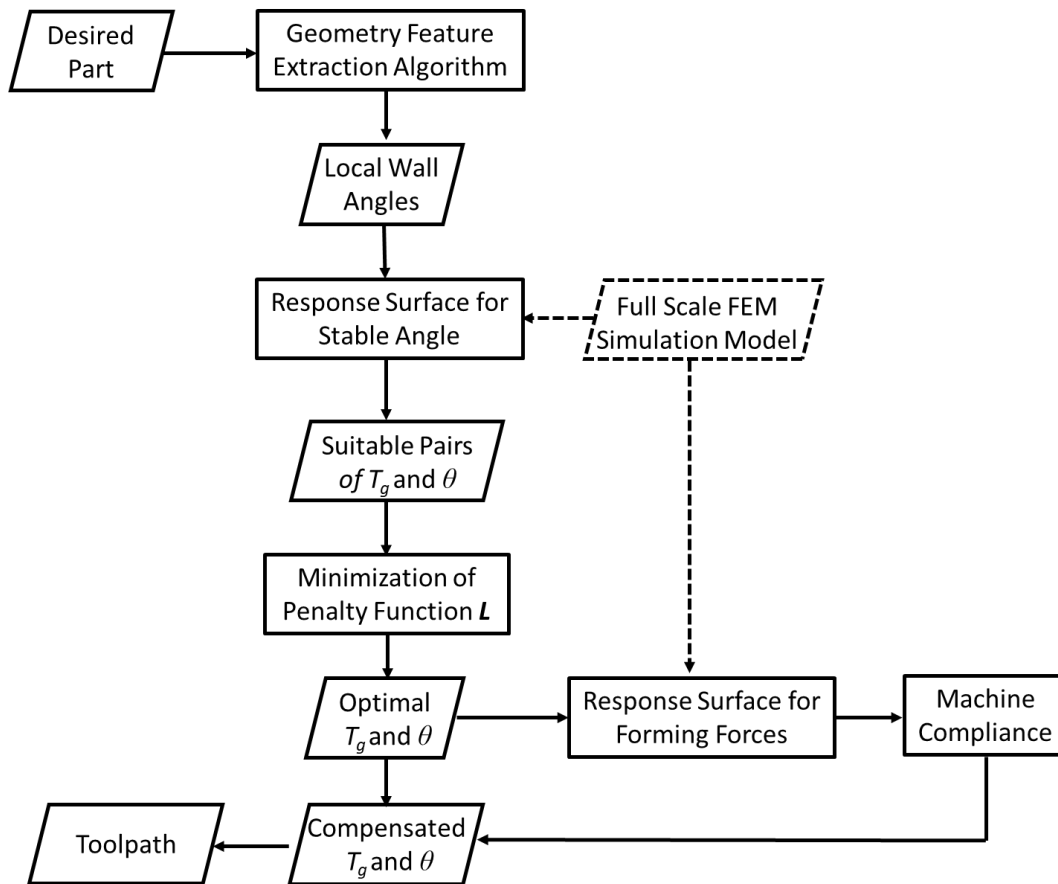 Desired
Part
Geometry Feature
Extraction Algorithm
Local Wall
Angles
Response Surface for
Stable Angle
Full Scale FEM
Simulation Model
Suitable Pairs
of Tg and θ
Minimization of
Penalty Function L
Optimal
Tg and θ
Response Surface for
Forming Forces
Machine
Compliance
Compensated
Tg and θ
Toolpath